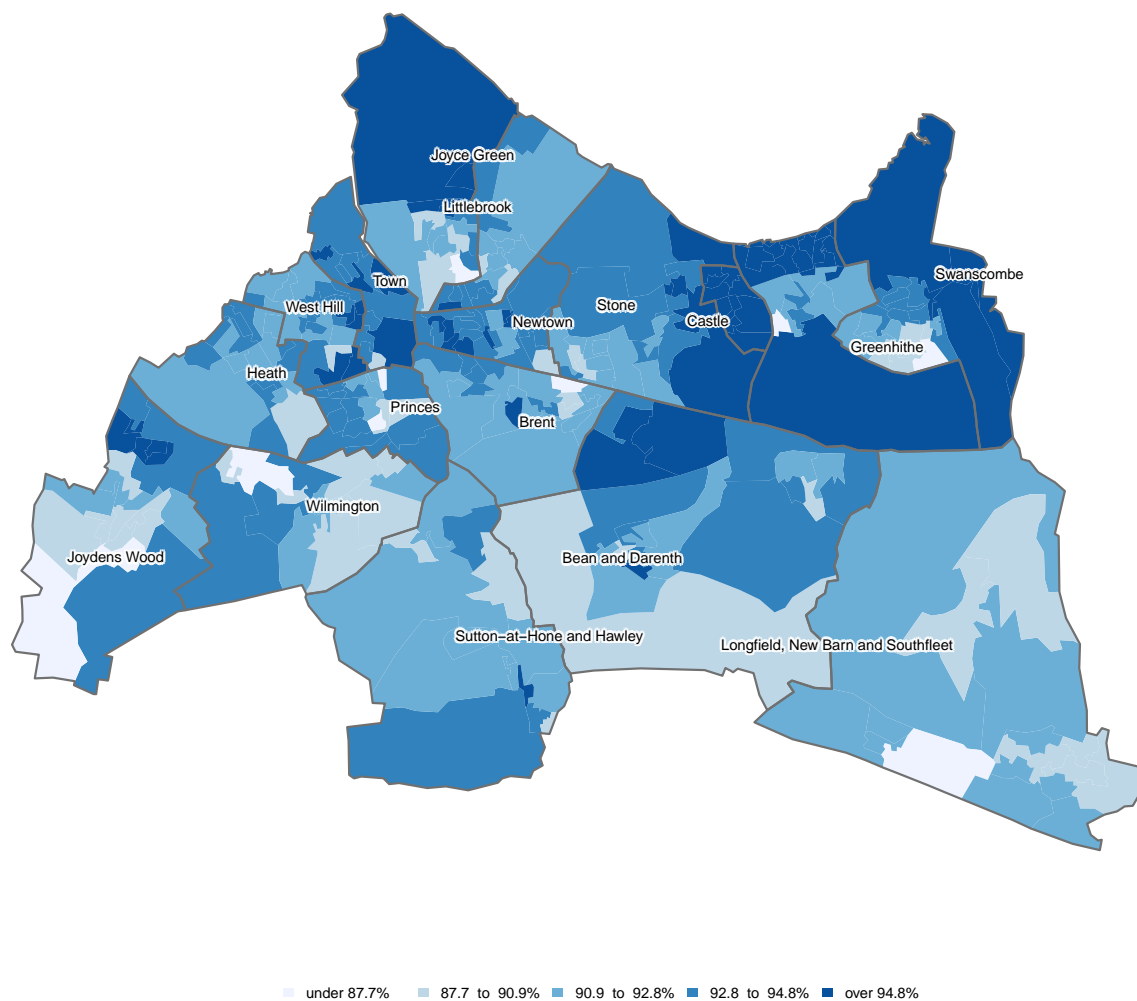 Joyce Green
Littlebrook
Swanscombe
Town
West Hill
Stone
Newtown
Castle
Greenhithe
Heath
Princes
Brent
Wilmington
Joydens Wood
Bean and Darenth
Sutton−at−Hone and Hawley
Longfield, New Barn and Southfleet
under 87.7% 87.7 to 90.9% 90.9 to 92.8% 92.8 to 94.8% over 94.8%